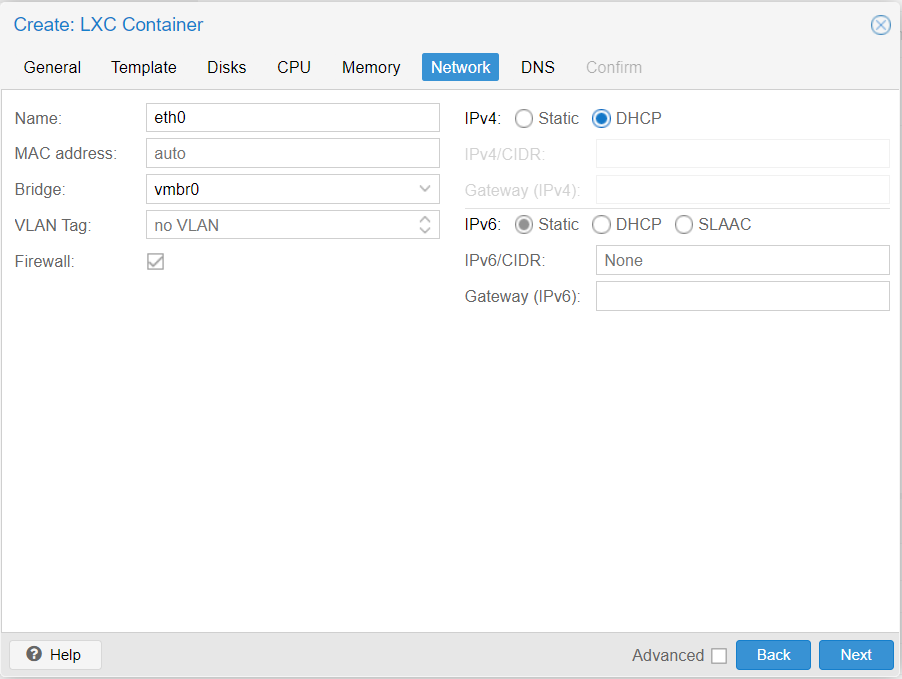 Create: LXC Container
General Template Disks CPU Memory Network DNS Confirm
Name: eth0
MAC address: auto
Bridge: vmbr0
VLAN Tag: no VLAN
Firewall:
IPv4: Static DHCP
IPv4/CIDR:
Gateway (IPv4):
IPv6: Static DHCP SLAAC
IPv6/CIDR: None
Gateway (IPv6):
? Help Advanced Back Next